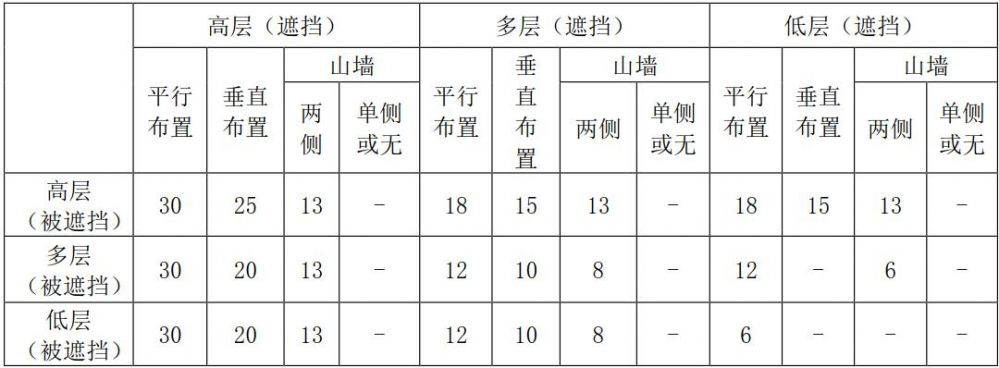 高层（遮挡） 多层（遮挡） 低层（遮挡）
平行布置 垂直布置 山墙 平行布置 垂直布置 山墙 平行布置 垂直布置 山墙
两侧 单侧或无 两侧 单侧或无 两侧 单侧或无
高层（被遮挡） 30 25 13 - 18 15 13 - 18 15 13 -
多层（被遮挡） 30 20 13 - 12 10 8 - 12 - 6 -
低层（被遮挡） 30 20 13 - 12 10 8 - 6 - - -